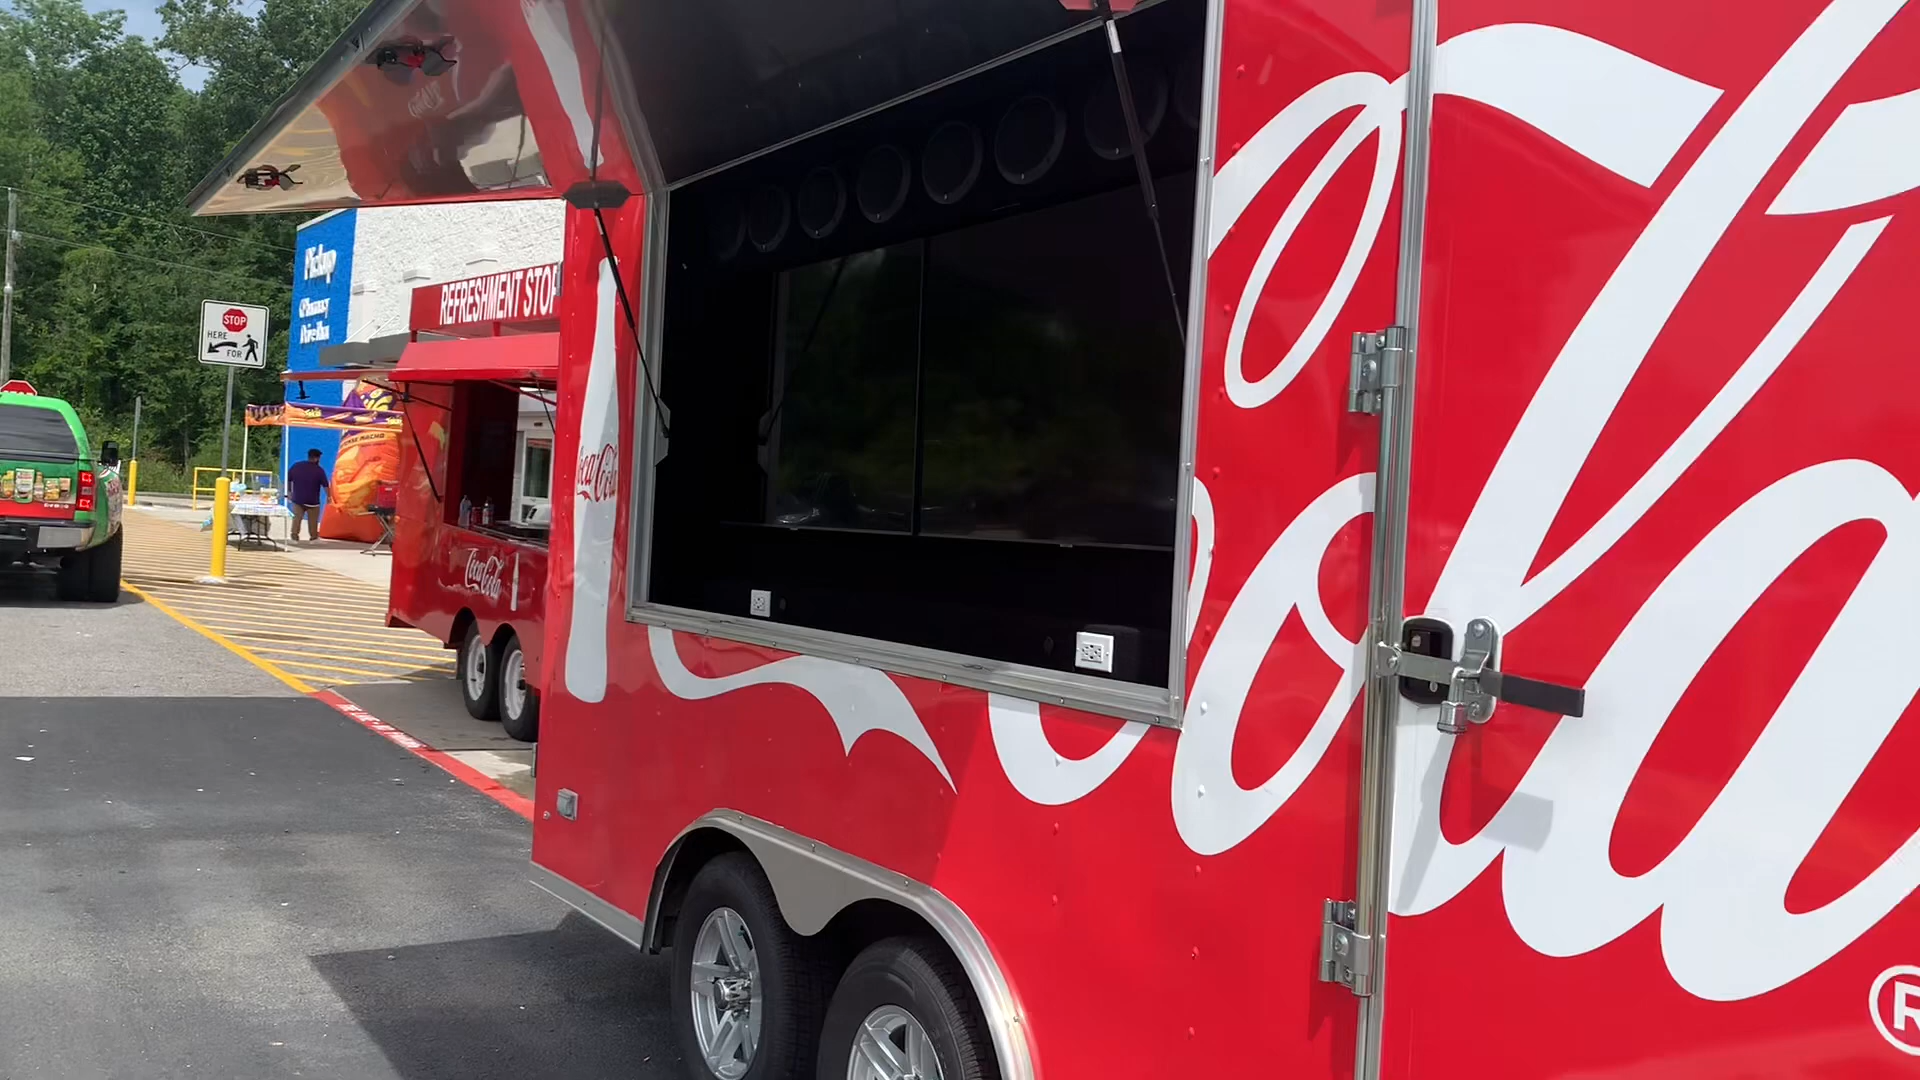 Pickup
REFRESHMENT STOP
STOP
HERE
FOR
Coca-Cola
Coca-Cola
Coca-Cola
®